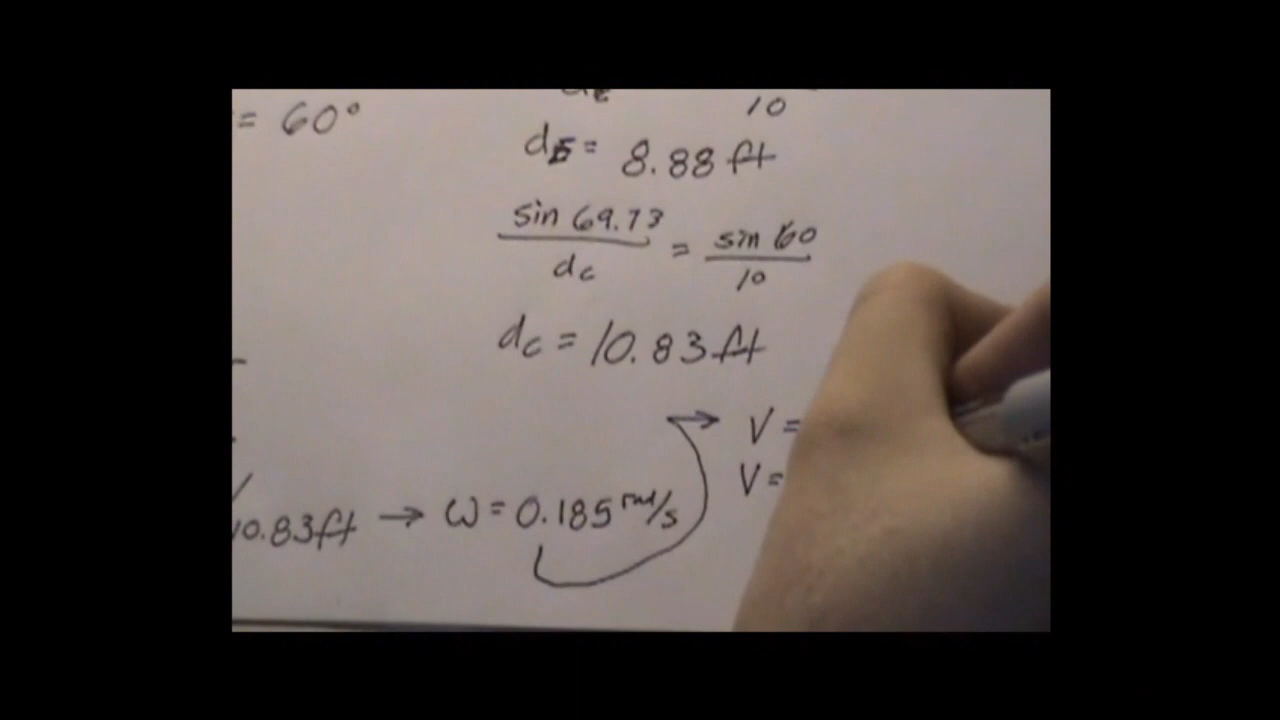 = 60°
10
dE = 8.88 ft
sin 69.73 / dc = sin 60 / 10
dc = 10.83 ft
V =
V =
10.83 ft → ω = 0.185 rad/s